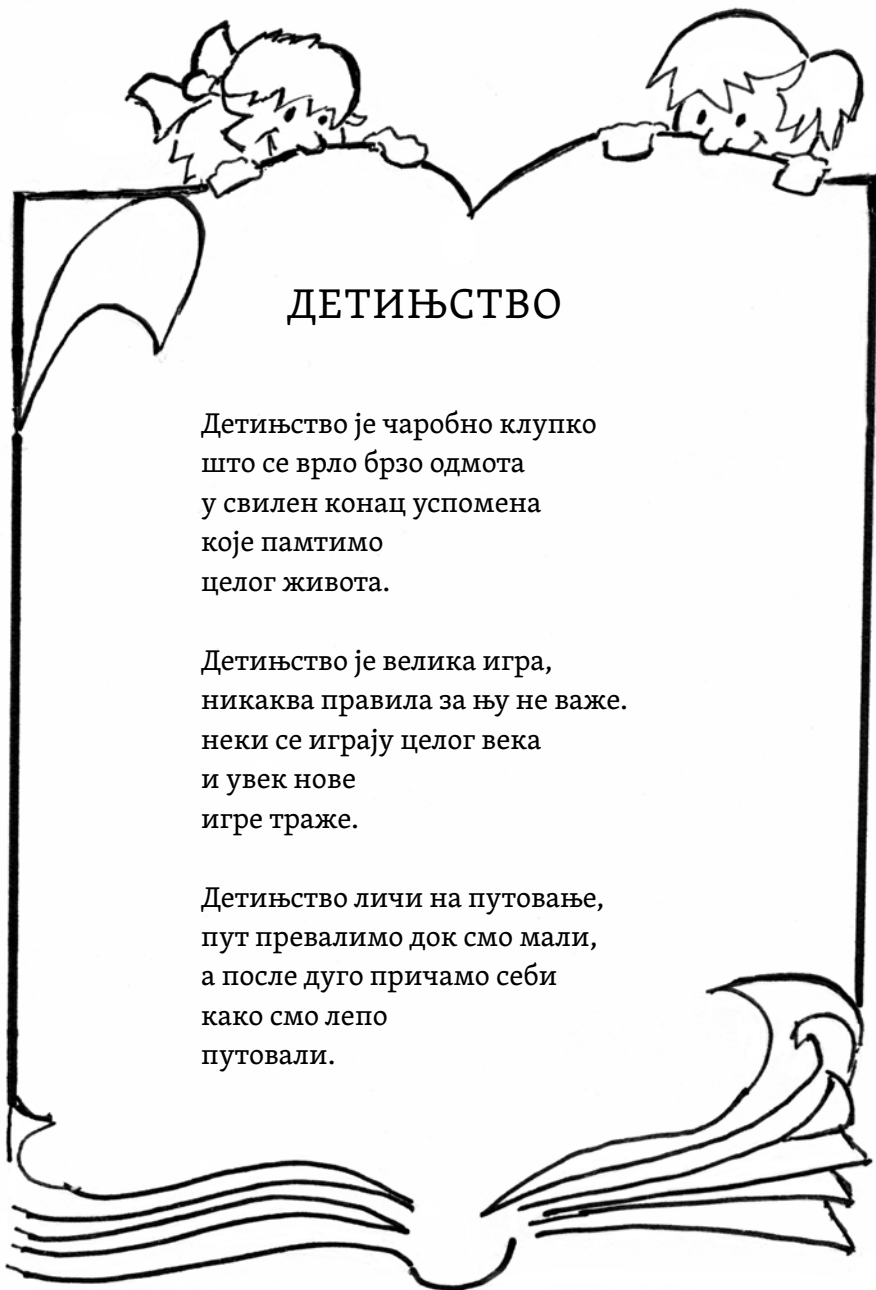 ДЕТИЊСТВО
Детињство је чаробно клупко
што се врло брзо одмота
у свилен конац успомена
које памтимо
целог живота.
Детињство је велика игра,
никаква правила за њу не важе.
неки се играју целог века
и увек нове
игре траже.
Детињство личи на путовање,
пут превалимо док смо мали,
а после дуго причамо себи
како смо лепо
путовали.